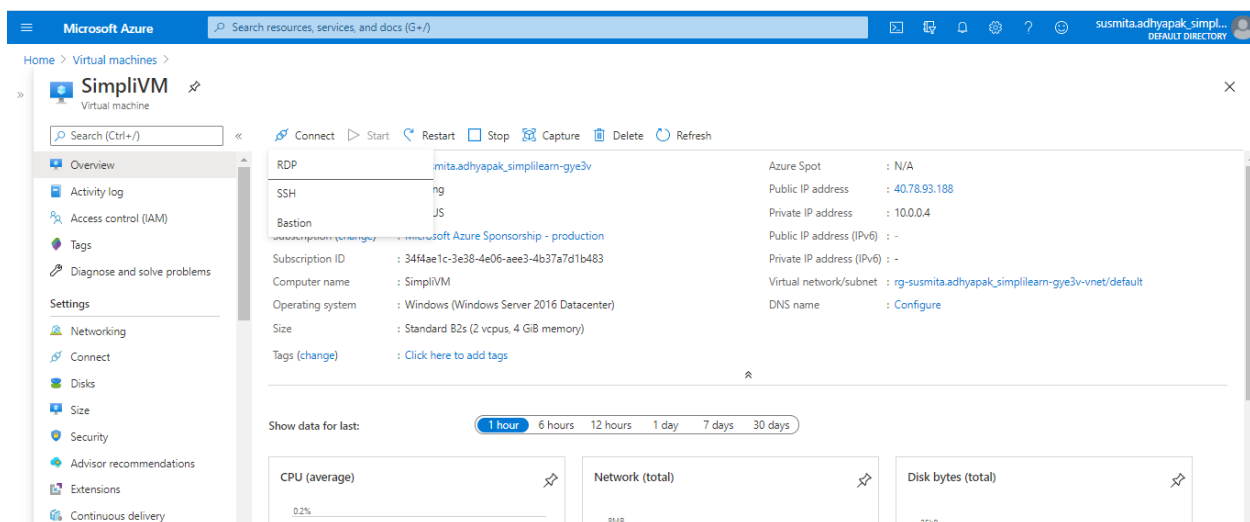 Microsoft Azure
Search resources, services, and docs (G+/)
susmita.adhyapak_simpl...
DEFAULT DIRECTORY
Home > Virtual machines >
SimpliVM
Virtual machine
Search (Ctrl+/)
Connect Start Restart Stop Capture Delete Refresh
RDP
SSH
Bastion
Overview
Activity log
Access control (IAM)
Tags
Diagnose and solve problems
Settings
Networking
Connect
Disks
Size
Security
Advisor recommendations
Extensions
Continuous delivery
smita.adhyapak_simplilearn-gye3v
ng
US
Subscription (change) : Microsoft Azure Sponsorship - production
Subscription ID : 34f4ae1c-3e38-4e06-aee3-4b37a7d1b483
Computer name : SimpliVM
Operating system : Windows (Windows Server 2016 Datacenter)
Size : Standard B2s (2 vcpus, 4 GiB memory)
Tags (change) : Click here to add tags
Azure Spot : N/A
Public IP address : 40.78.93.188
Private IP address : 10.0.0.4
Public IP address (IPv6) : -
Private IP address (IPv6) : -
Virtual network/subnet : rg-susmita.adhyapak_simplilearn-gye3v-vnet/default
DNS name : Configure
Show data for last: 1 hour 6 hours 12 hours 1 day 7 days 30 days
CPU (average)
0.2%
Network (total)
8MB
Disk bytes (total)